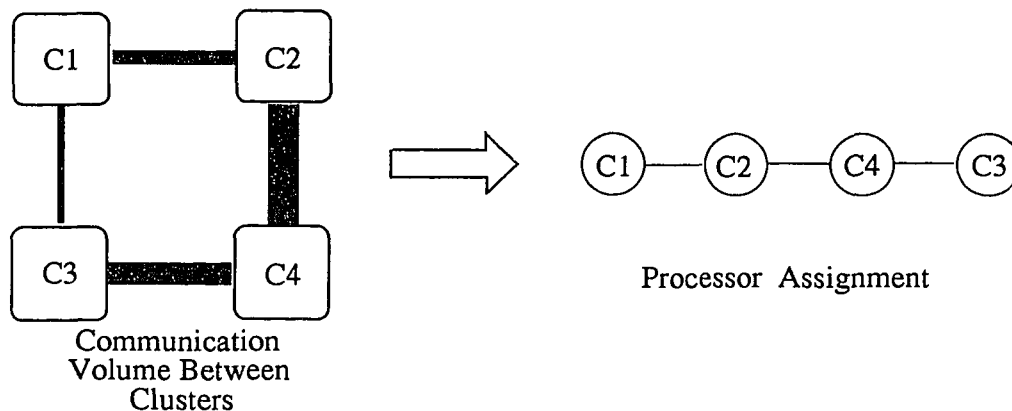 C1
C2
C3
C4
Communication
Volume Between
Clusters
C1
C2
C4
C3
Processor Assignment